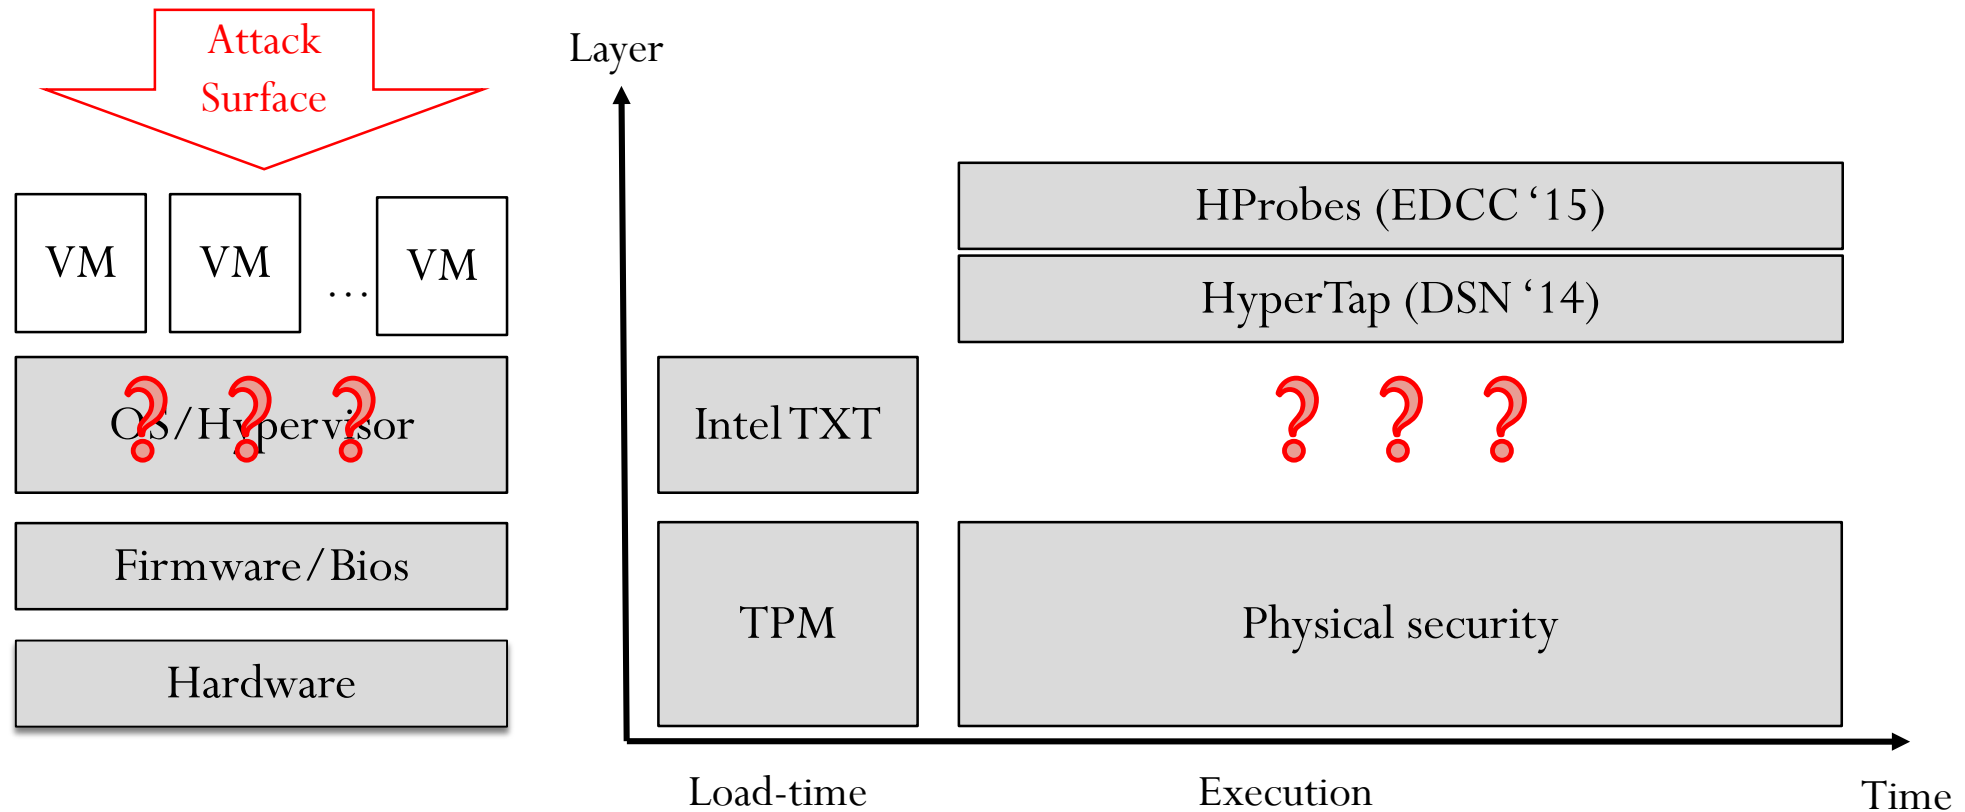 Attack
Surface
VM
VM
...
VM
OS/Hypervisor
? ? ?
Firmware/Bios
Hardware
Layer
HProbes (EDCC ‘15)
HyperTap (DSN ‘14)
Intel TXT
? ? ?
TPM
Physical security
Load-time
Execution
Time